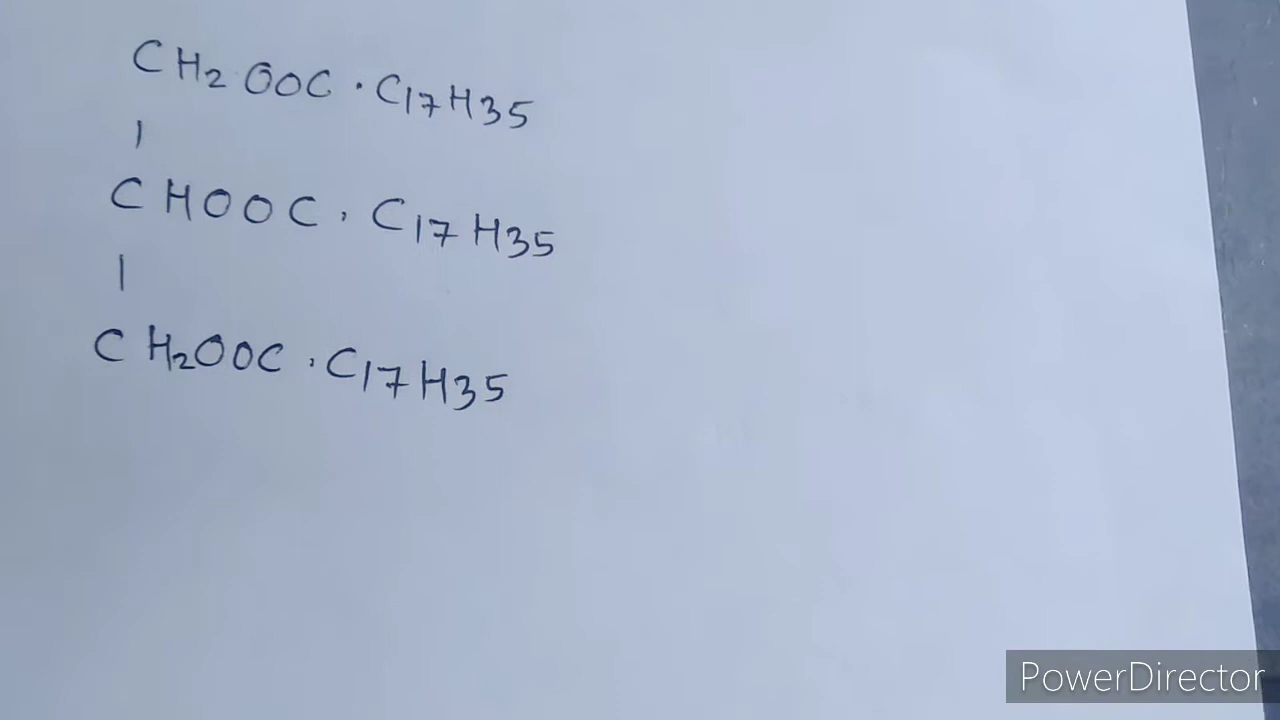 CH2OOC · C17H35
|
CHOOC · C17H35
|
CH2OOC · C17H35
PowerDirector